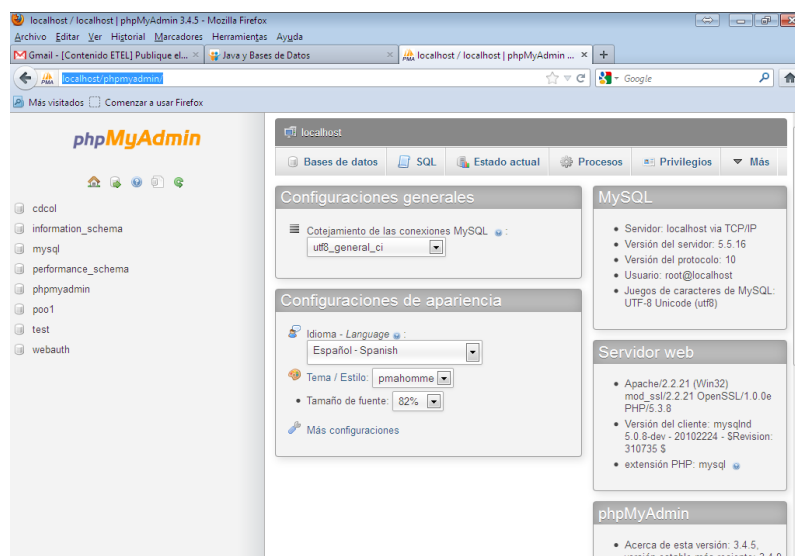 localhost / localhost | phpMyAdmin 3.4.5 - Mozilla Firefox
Archivo Editar Ver Historial Marcadores Herramientas Ayuda
Gmail - [Contenido ETEL] Publique el...
Java y Bases de Datos
localhost / localhost | phpMyAdmin ...
localhost/phpmyadmin/
Google
Más visitados
Comenzar a usar Firefox
phpMyAdmin
cdcol
information_schema
mysql
performance_schema
phpmyadmin
poo1
test
webauth
localhost
Bases de datos
SQL
Estado actual
Procesos
Privilegios
Más
Configuraciones generales
Cotejamiento de las conexiones MySQL :
utf8_general_ci
Configuraciones de apariencia
Idioma - Language :
Español - Spanish
Tema / Estilo: pmahomme
Tamaño de fuente: 82%
Más configuraciones
MySQL
Servidor: localhost via TCP/IP
Versión del servidor: 5.5.16
Versión del protocolo: 10
Usuario: root@localhost
Juegos de caracteres de MySQL:
UTF-8 Unicode (utf8)
Servidor web
Apache/2.2.21 (Win32)
mod_ssl/2.2.21 OpenSSL/1.0.0e
PHP/5.3.8
Versión del cliente: mysqlnd
5.0.8-dev - 20102224 - $Revision:
310735 $
extensión PHP: mysql
phpMyAdmin
Acerca de esta versión: 3.4.5,